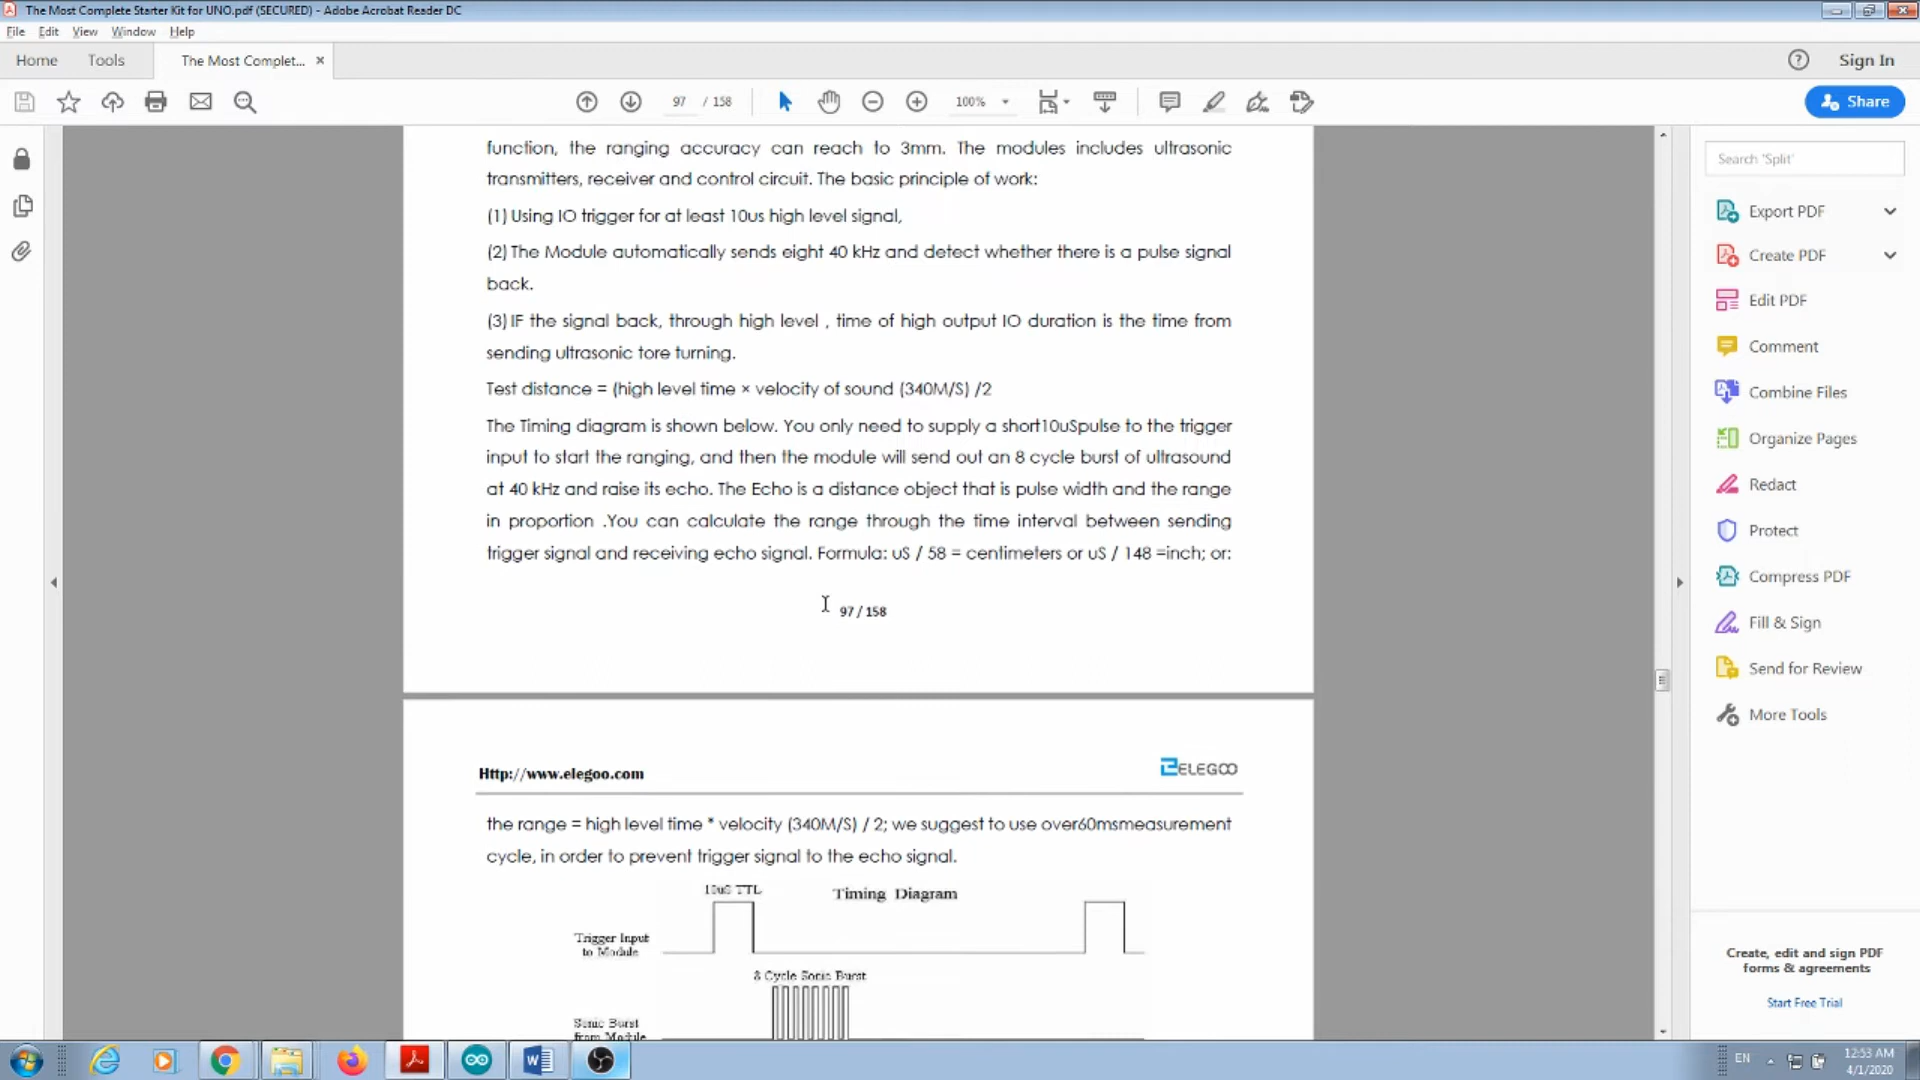 The Most Complete Starter Kit for UNO.pdf (SECURED) - Adobe Acrobat Reader DC
File Edit View Window Help
Home Tools The Most Complet... Sign In
97 / 158 100% Share
function, the ranging accuracy can reach to 3mm. The modules includes ultrasonic
transmitters, receiver and control circuit. The basic principle of work:
(1) Using IO trigger for at least 10us high level signal,
(2) The Module automatically sends eight 40 kHz and detect whether there is a pulse signal
back.
(3) IF the signal back, through high level , time of high output IO duration is the time from
sending ultrasonic tore turning.
Test distance = (high level time × velocity of sound (340M/S) /2
The Timing diagram is shown below. You only need to supply a short10uSpulse to the trigger
input to start the ranging, and then the module will send out an 8 cycle burst of ultrasound
at 40 kHz and raise its echo. The Echo is a distance object that is pulse width and the range
in proportion .You can calculate the range through the time interval between sending
trigger signal and receiving echo signal. Formula: uS / 58 = centimeters or uS / 148 =inch; or:
97 / 158
Http://www.elegoo.com
ELEGOO
the range = high level time * velocity (340M/S) / 2; we suggest to use over60msmeasurement
cycle, in order to prevent trigger signal to the echo signal.
10uS TTL
Timing Diagram
Trigger Input
to Module
8 Cycle Sonic Burst
Sonic Burst
from Module
Search 'Split'
Export PDF
Create PDF
Edit PDF
Comment
Combine Files
Organize Pages
Redact
Protect
Compress PDF
Fill & Sign
Send for Review
More Tools
Create, edit and sign PDF
forms & agreements
Start Free Trial
EN
12:53 AM
4/1/2020